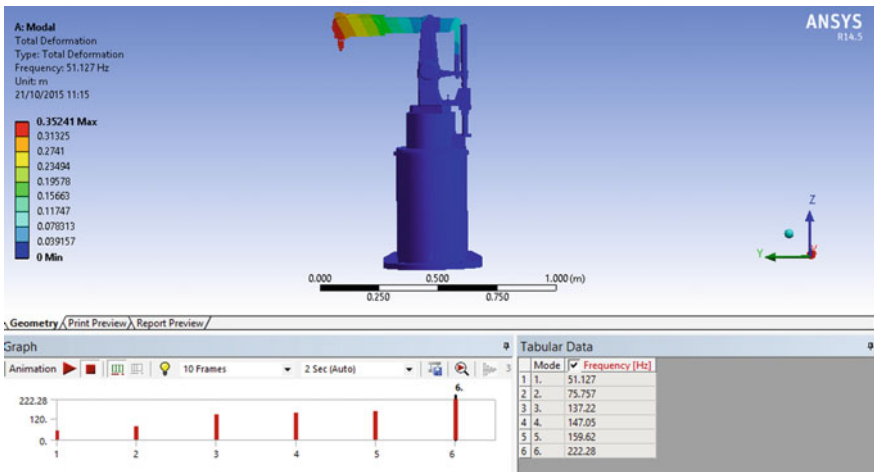 A: Modal
Total Deformation
Type: Total Deformation
Frequency: 51.127 Hz
Unit: m
21/10/2015 11:15
0.35241 Max
0.31325
0.2741
0.23494
0.19578
0.15663
0.11747
0.078313
0.039157
0 Min
ANSYS
R14.5
Z
Y
0.000 0.500 1.000 (m)
0.250 0.750
Geometry Print Preview Report Preview
Graph
Animation 10 Frames 2 Sec (Auto) 3
6.
222.28
120.
0.
1 2 3 4 5 6
Tabular Data
Mode Frequency [Hz]
1 1. 51.127
2 2. 75.757
3 3. 137.22
4 4. 147.05
5 5. 159.62
6 6. 222.28